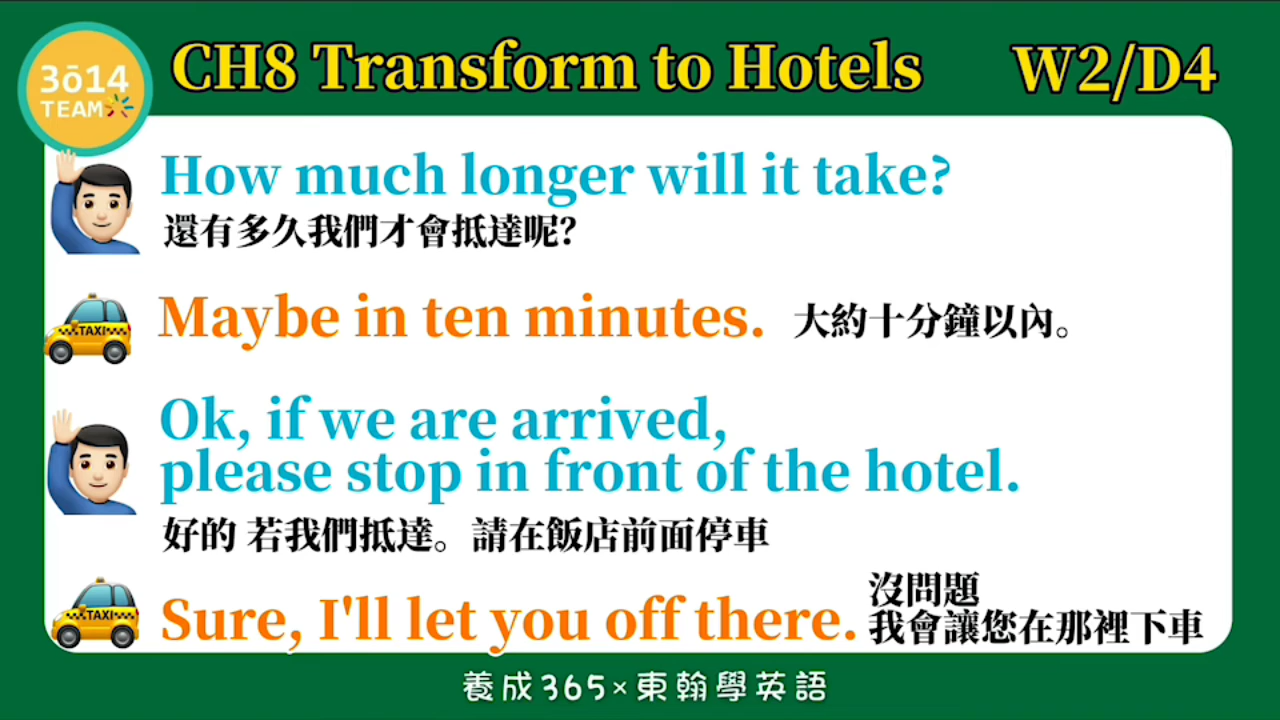 3ō14
TEAM
CH8 Transform to Hotels
W2/D4
How much longer will it take?
還有多久我們才會抵達呢?
TAXI
Maybe in ten minutes.
大約十分鐘以內。
Ok, if we are arrived,
please stop in front of the hotel.
好的 若我們抵達。請在飯店前面停車
TAXI
Sure, I'll let you off there.
沒問題
我會讓您在那裡下車
養成365×東翰學英語